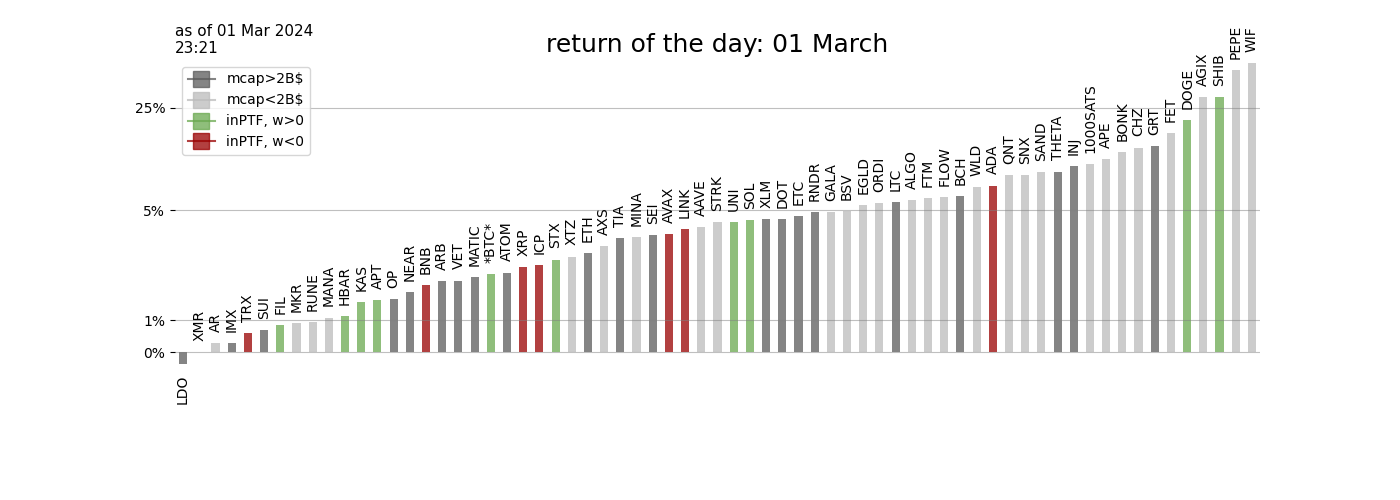 as of 01 Mar 2024
23:21
return of the day: 01 March
mcap>2B$
mcap<2B$
inPTF, w>0
inPTF, w<0
25%
5%
1%
0%
LDO
XMR
AR
IMX
TRX
SUI
FIL
MKR
RUNE
MANA
HBAR
KAS
APT
OP
NEAR
BNB
ARB
VET
MATIC
*BTC*
ATOM
XRP
ICP
STX
XTZ
ETH
AXS
TIA
MINA
SEI
AVAX
LINK
AAVE
STRK
UNI
SOL
XLM
DOT
ETC
RNDR
GALA
BSV
EGLD
ORDI
LTC
ALGO
FTM
FLOW
BCH
WLD
ADA
QNT
SNX
SAND
THETA
INJ
1000SATS
APE
BONK
CHZ
GRT
FET
DOGE
AGIX
SHIB
PEPE
WIF